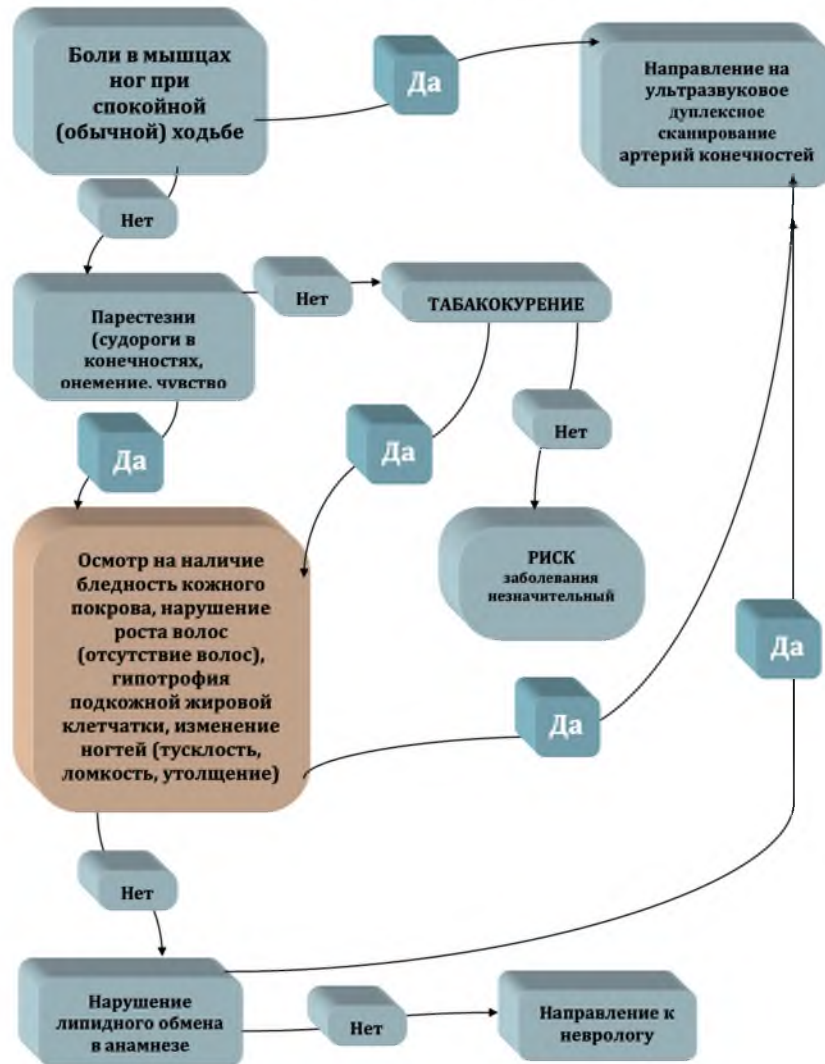 Боли в мышцах
ног при
спокойной
(обычной) ходьбе
Да
Направление на
ультразвуковое
дуплексное
сканирование
артерий конечностей
Нет
Парестезии
(судороги в
конечностях,
онемение, чувство
Нет
ТАБАКОКУРЕНИЕ
Да
Да
Нет
Осмотр на наличие
бледность кожного
покрова, нарушение
роста волос
(отсутствие волос),
гипотрофия
подкожной жировой
клетчатки, изменение
ногтей (тусклость,
ломкость, утолщение)
РИСК
заболевания
незначительный
Да
Да
Нет
Нарушение
липидного обмена
в анамнезе
Нет
Направление к
неврологу